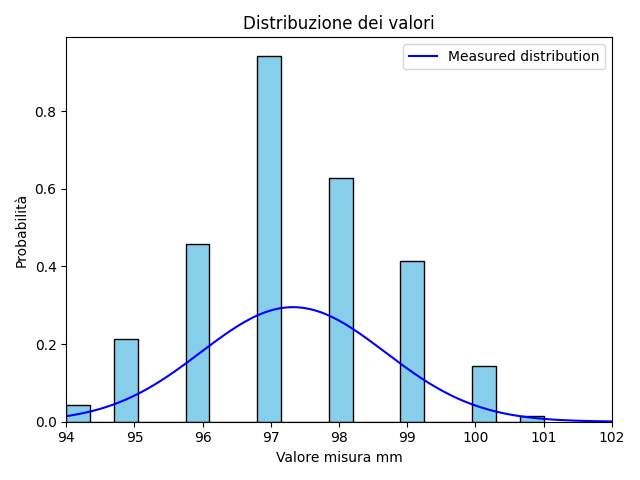 Distribuzione dei valori
Measured distribution
Probabilità
0.8
0.6
0.4
0.2
0.0
94 95 96 97 98 99 100 101 102
Valore misura mm